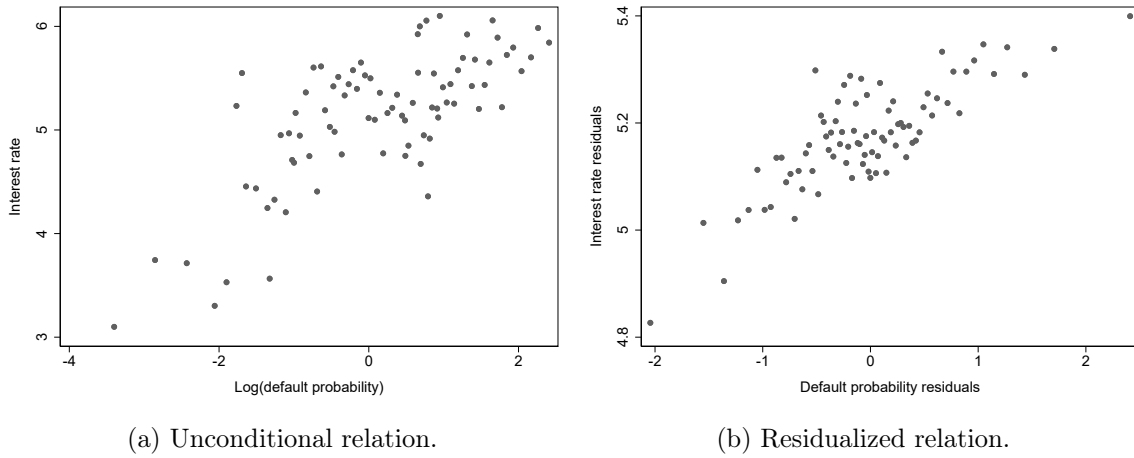 6
5
4
3
Interest rate
-4
-2
0
2
Log(default probability)
(a) Unconditional relation.
5.4
5.2
5
4.8
Interest rate residuals
-2
-1
0
1
2
Default probability residuals
(b) Residualized relation.